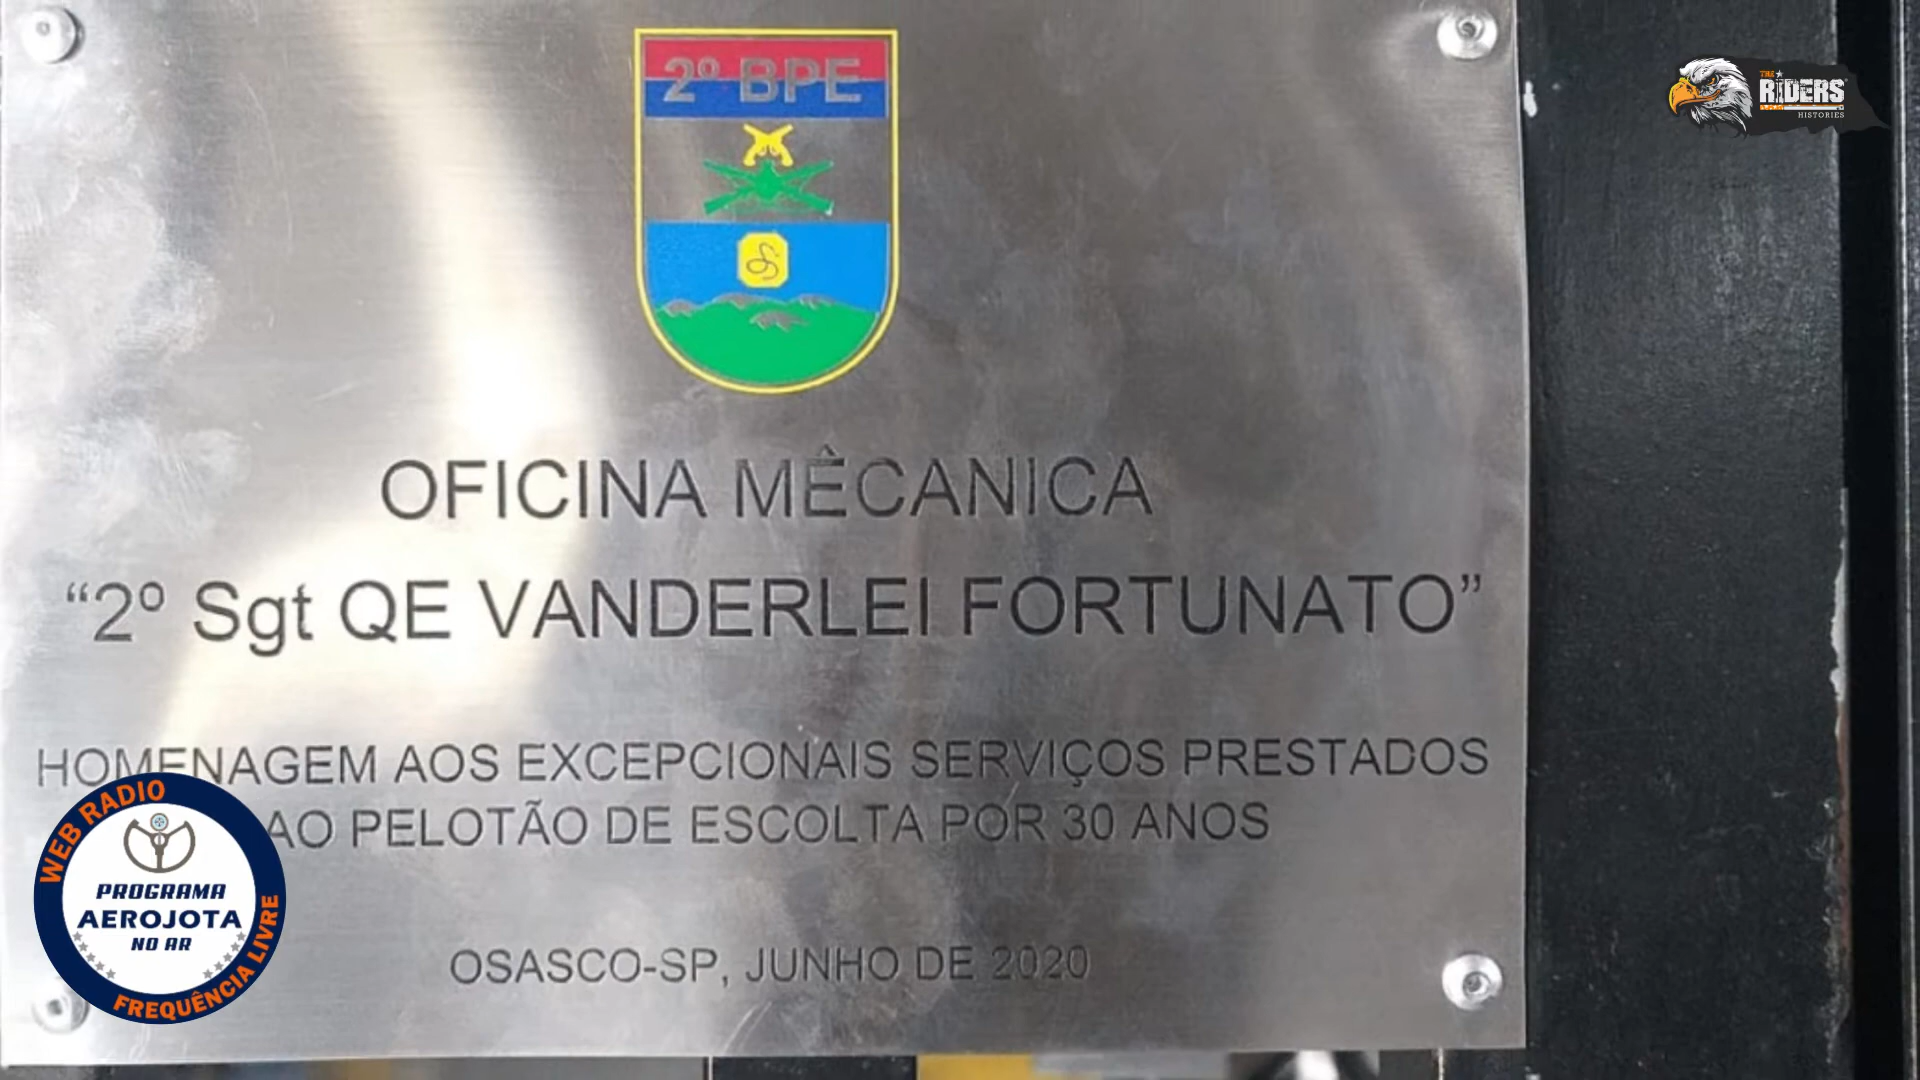 2º BPE
THE
RIDERS
HISTORIES
OFICINA MÊCANICA
“2º Sgt QE VANDERLEI FORTUNATO”
HOMENAGEM AOS EXCEPCIONAIS SERVIÇOS PRESTADOS
AO PELOTÃO DE ESCOLTA POR 30 ANOS
OSASCO-SP, JUNHO DE 2020
WEB RADIO
PROGRAMA
AEROJOTA
NO AR
FREQUÊNCIA LIVRE